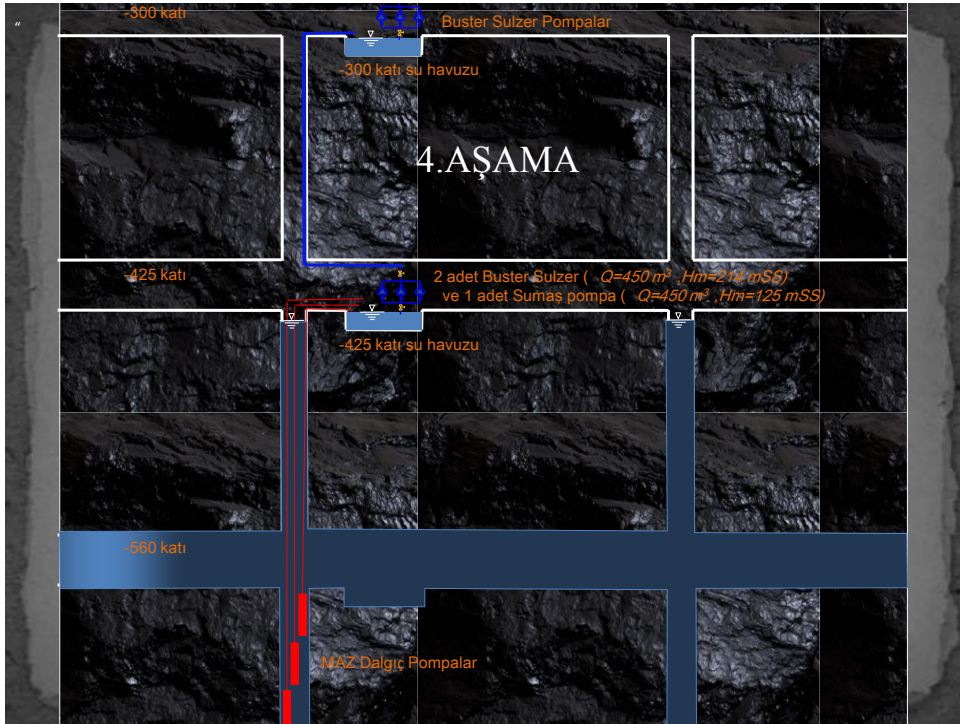 “
-300 katı
Buster Sulzer Pompalar
-300 katı su havuzu
4.AŞAMA
-425 katı
2 adet Buster Sulzer ( Q=450 m³ ,Hm=214 mSS)
ve 1 adet Sumaş pompa ( Q=450 m³ ,Hm=125 mSS)
-425 katı su havuzu
-560 katı
MAZ Dalgıç Pompalar